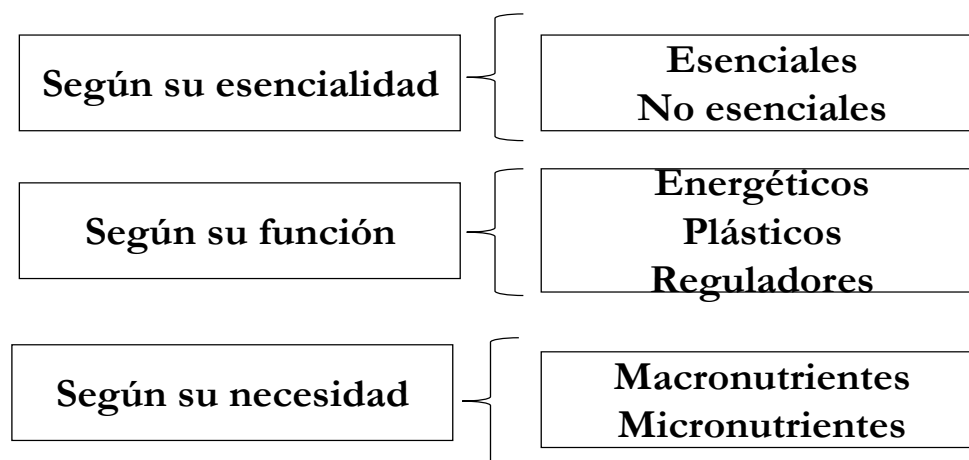 Según su esencialidad
Esenciales
No esenciales
Según su función
Energéticos
Plásticos
Reguladores
Según su necesidad
Macronutrientes
Micronutrientes